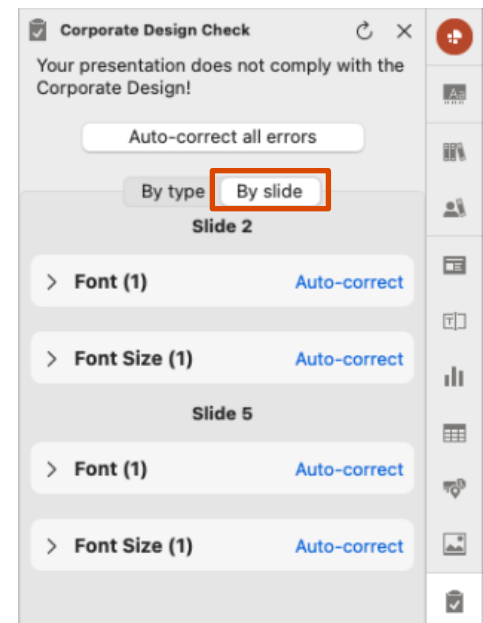 Corporate Design Check
Your presentation does not comply with the
Corporate Design!
Auto-correct all errors
By type By slide
Slide 2
Font (1) Auto-correct
Font Size (1) Auto-correct
Slide 5
Font (1) Auto-correct
Font Size (1) Auto-correct
Aa
T